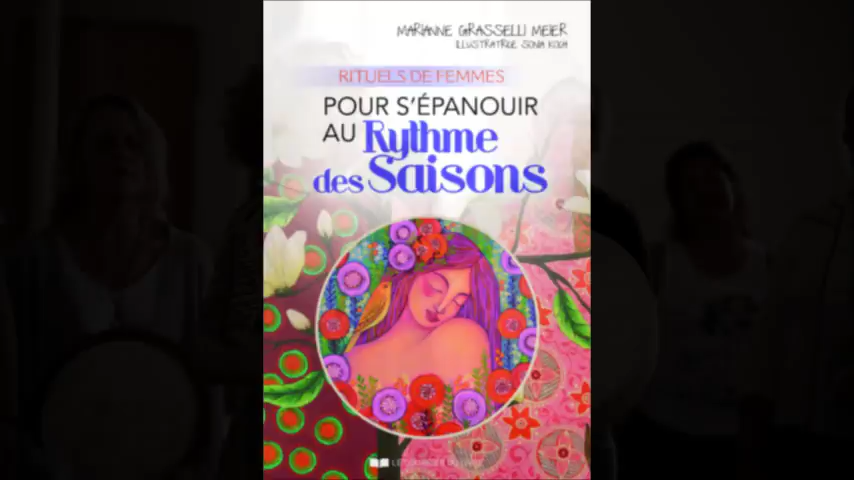 MARIANNE GRASSELLI MEIER
ILLUSTRATRICE SONIA KOCH
RITUELS DE FEMMES
POUR S'ÉPANOUIR
AU Rythme
des Saisons